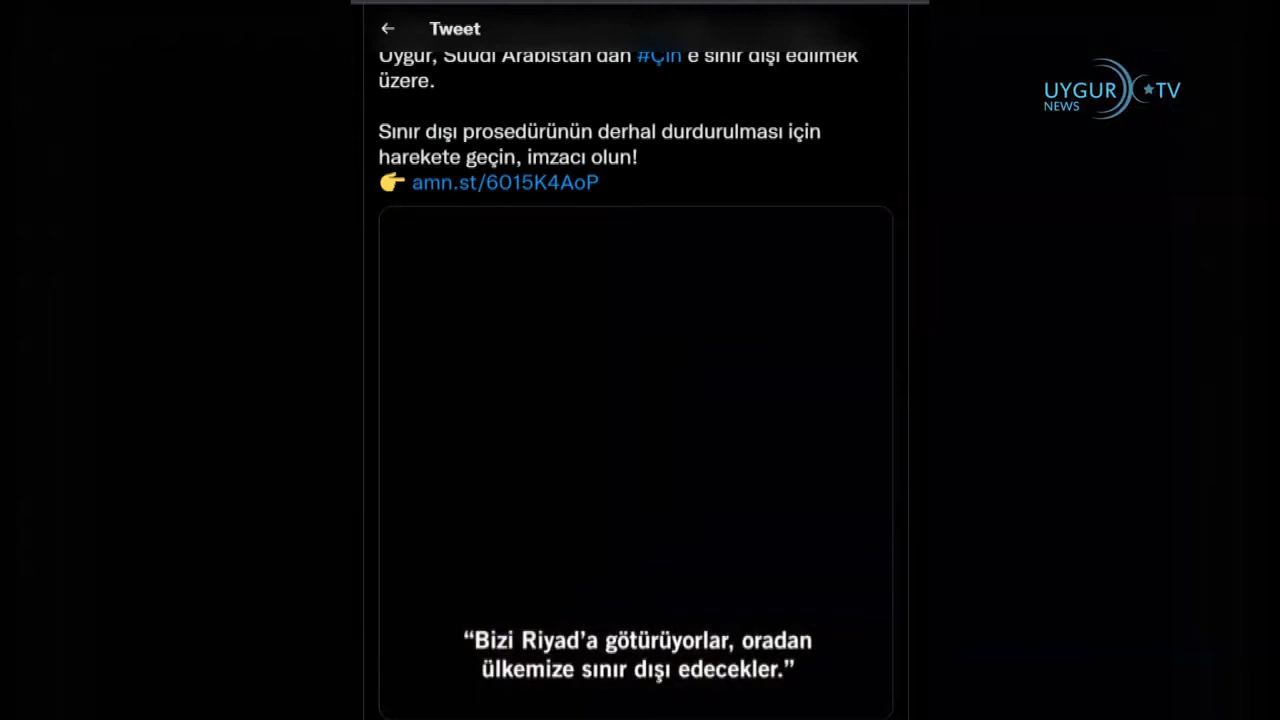 Tweet
Uygur, Suudi Arabistan'dan #Çin'e sınır dışı edilmek
üzere.
Sınır dışı prosedürünün derhal durdurulması için
harekete geçin, imzacı olun!
👉 amn.st/6015K4AoP
UYGUR TV
NEWS
“Bizi Riyad’a götürüyorlar, oradan
ülkemize sınır dışı edecekler.”